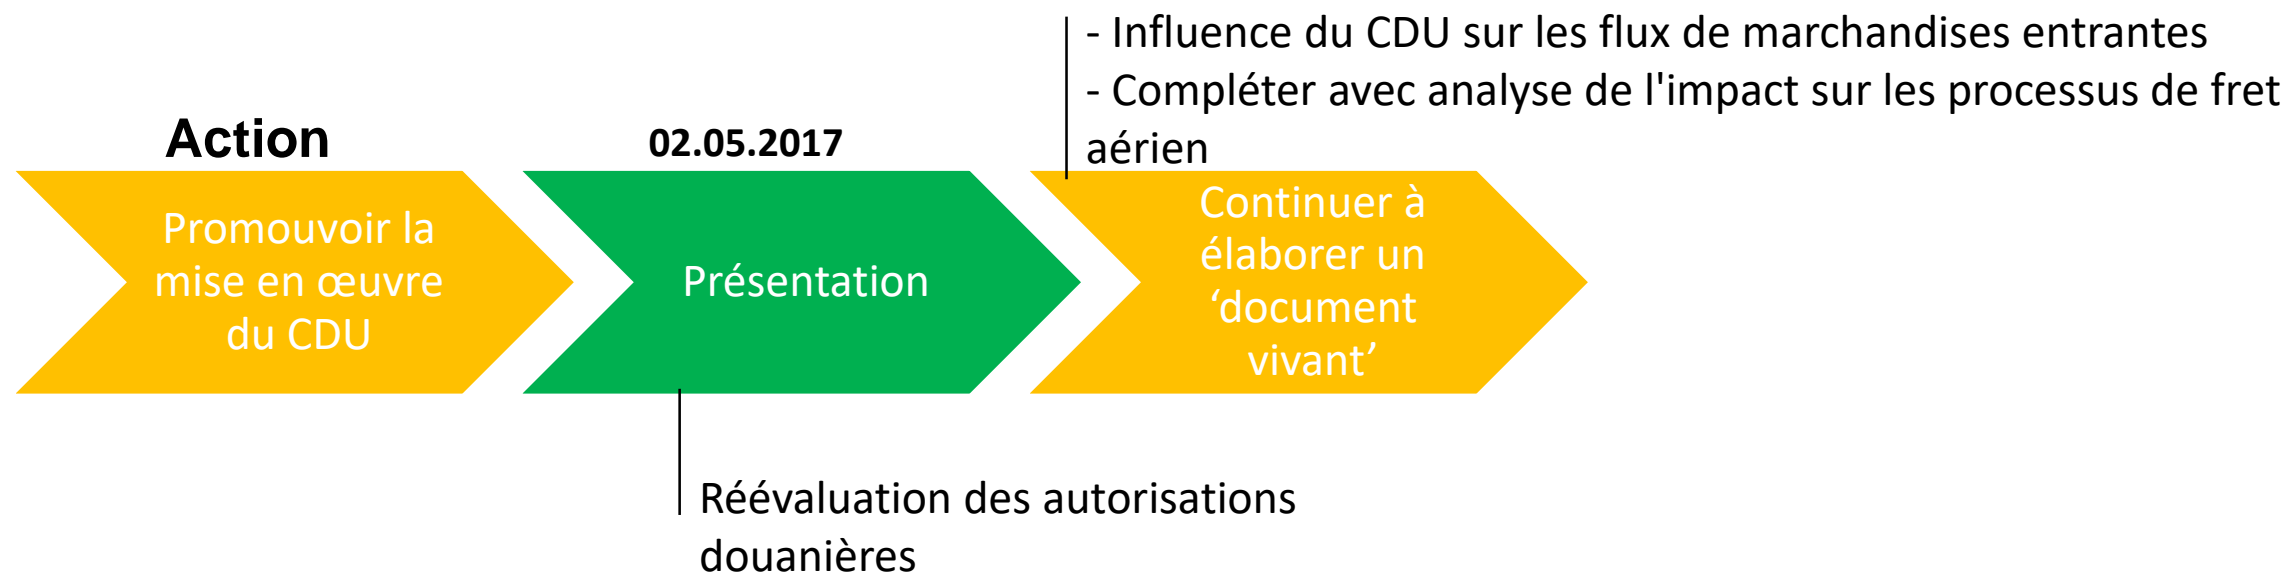 - Influence du CDU sur les flux de marchandises entrantes
- Compléter avec analyse de l'impact sur les processus de fret
aérien
Action
02.05.2017
Promouvoir la
mise en œuvre
du CDU
Présentation
Continuer à
élaborer un
‘document
vivant’
Réévaluation des autorisations
douanières